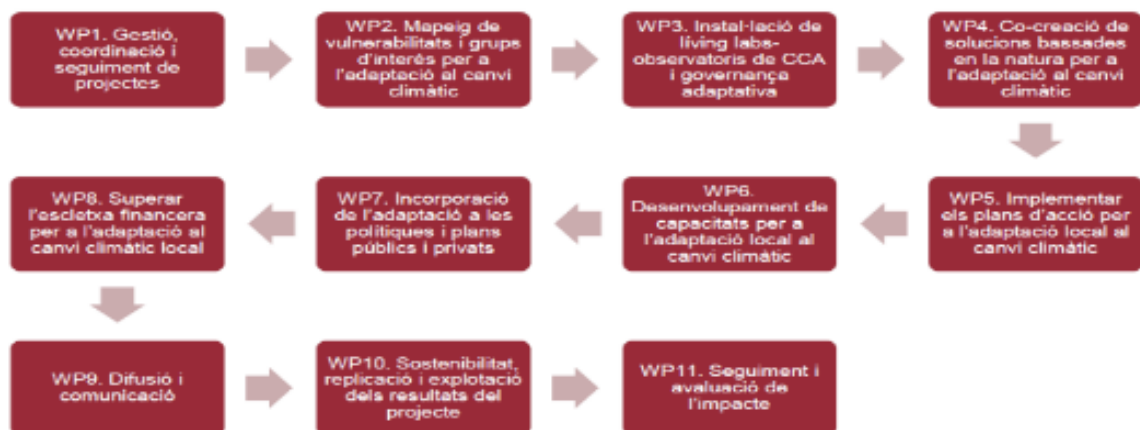 WP1. Gestió,
coordinació i
seguiment de
projectes
WP2. Mapeig de
vulnerabilitats i grups
d'interès per a
l'adaptació al canvi
climàtic
WP3. Instal·lació de
living labs-
observatoris de CCA
i governança
adaptativa
WP4. Co-creació de
solucions bassades
en la natura per a
l'adaptació al canvi
climàtic
WP5. Implementar
els plans d'acció per
a l'adaptació local al
canvi climàtic
WP6.
Desenvolupament de
capacitats per a
l'adaptació local al
canvi climàtic
WP7. Incorporació
de l'adaptació a les
polítiques i plans
públics i privats
WP8. Superar
l'escletxa financera
per a l'adaptació al
canvi climàtic local
WP9. Difusió i
comunicació
WP10. Sostenibilitat,
replicació i explotació
dels resultats del
projecte
WP11. Seguiment i
avaluació de
l'impacte